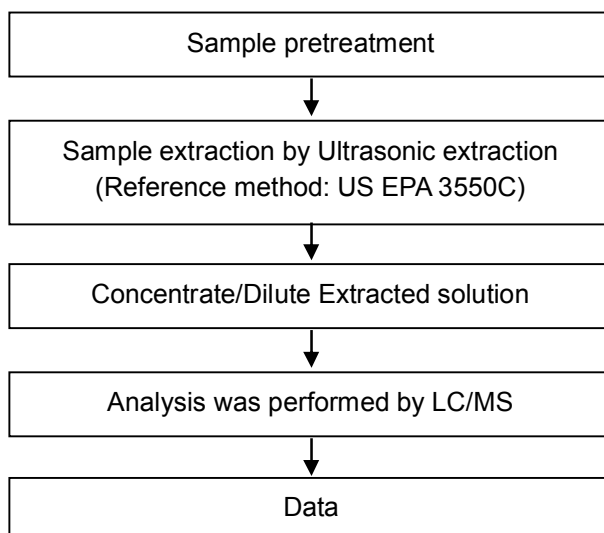 Sample pretreatment
Sample extraction by Ultrasonic extraction
(Reference method: US EPA 3550C)
Concentrate/Dilute Extracted solution
Analysis was performed by LC/MS
Data